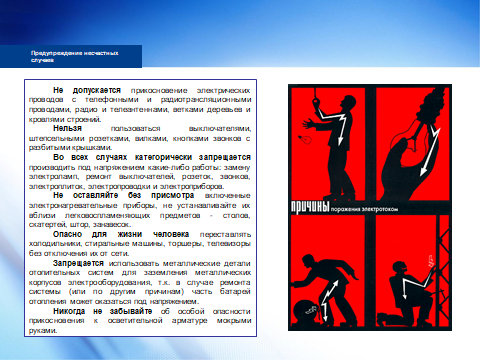 Предупреждение несчастных
случаев
Не допускается прикосновение электрических
проводов с телефонными и радиотрансляционными
проводами, радио и телеантеннами, ветками деревьев и
кровлями строений.
Нельзя пользоваться выключателями,
штепсельными розетками, вилками, кнопками звонков с
разбитыми крышками.
Во всех случаях категорически запрещается
производить под напряжением какие-либо работы: замену
электроламп, ремонт выключателей, розеток, звонков,
электроплиток, электропроводки и электроприборов.
Не оставляйте без присмотра включенные
электронагревательные приборы, не устанавливайте их
вблизи легковоспламеняющих предметов - столов,
скатертей, штор, занавесок.
Опасно для жизни человека переставлять
холодильники, стиральные машины, торшеры, телевизоры
без отключения их от сети.
Запрещается использовать металлические детали
отопительных систем для заземления металлических
корпусов электрооборудования, т.к. в случае ремонта
системы (или по другим причинам) часть батарей
отопления может оказаться под напряжением.
Никогда не забывайте об особой опасности
прикосновения к осветительной арматуре мокрыми
руками.
ПРИЧИНЫ поражения электротоком